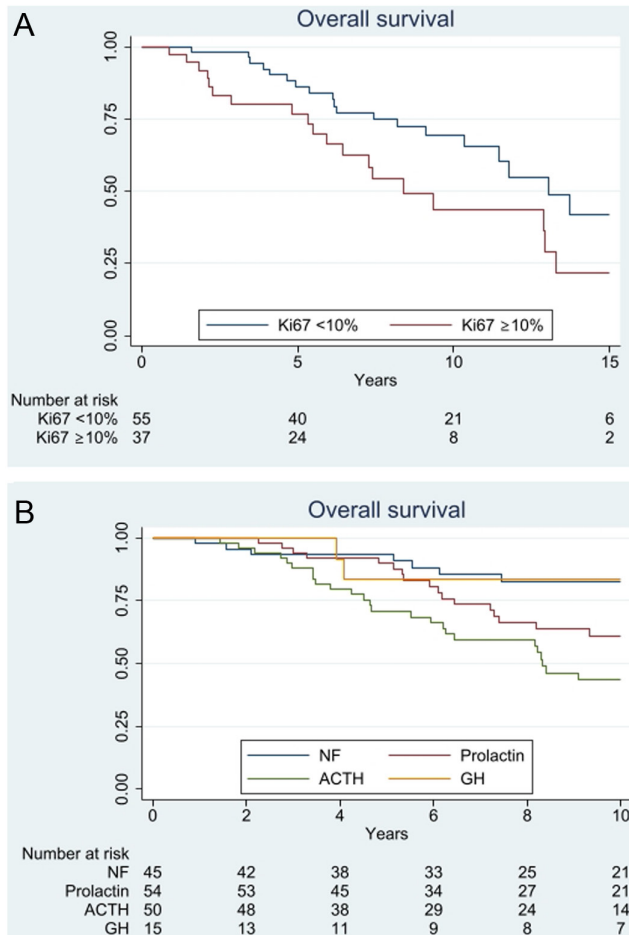 A
Overall survival
1.00
0.75
0.50
0.25
0.00
0 5 10 15
Years
Ki67 <10% Ki67 ≥10%
Number at risk
Ki67 <10% 55 40 21 6
Ki67 ≥10% 37 24 8 2
B
Overall survival
1.00
0.75
0.50
0.25
0.00
0 2 4 6 8 10
Years
NF Prolactin
ACTH GH
Number at risk
NF 45 42 38 33 25 21
Prolactin 54 53 45 34 27 21
ACTH 50 48 38 29 24 14
GH 15 13 11 9 8 7